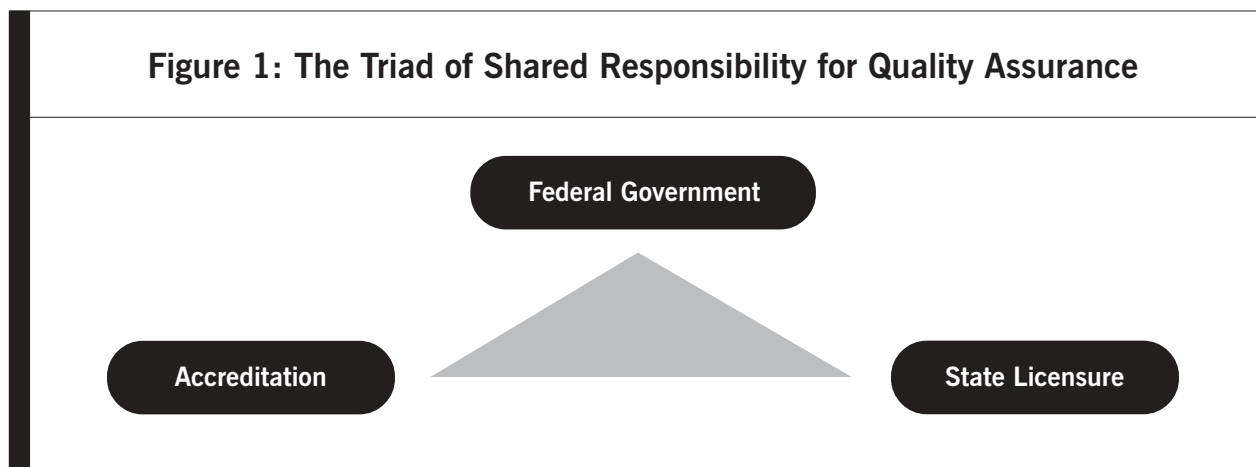 Figure 1: The Triad of Shared Responsibility for Quality Assurance
Federal Government
Accreditation
State Licensure